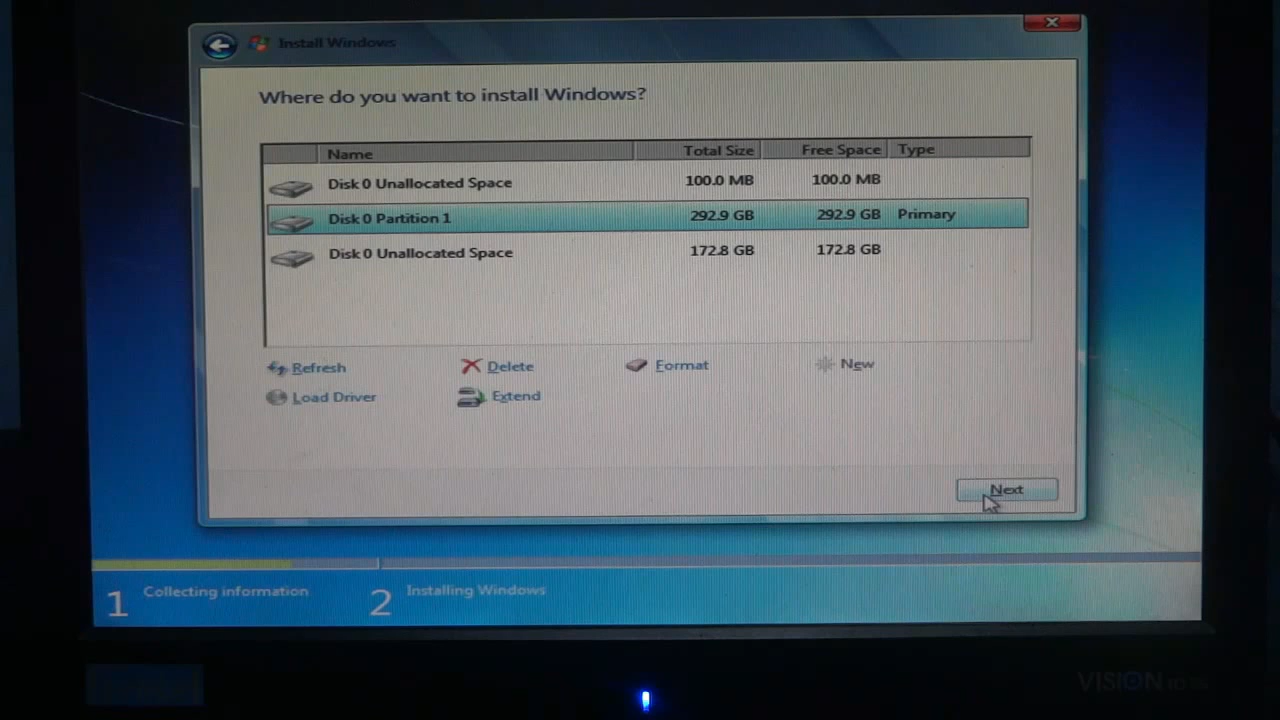 Install Windows
Where do you want to install Windows?
Name Total Size Free Space Type
Disk 0 Unallocated Space 100.0 MB 100.0 MB
Disk 0 Partition 1 292.9 GB 292.9 GB Primary
Disk 0 Unallocated Space 172.8 GB 172.8 GB
Refresh Delete Format New
Load Driver Extend
Next
1 Collecting information 2 Installing Windows
VISION